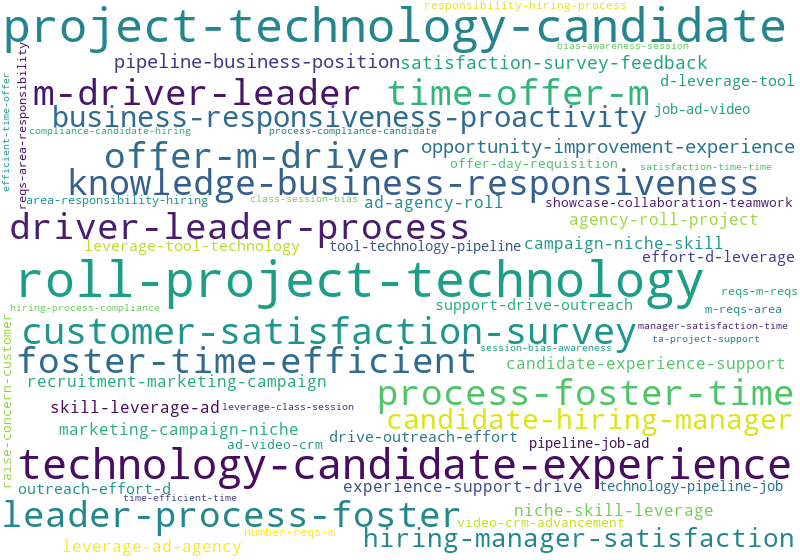 responsibility-hiring-process
project-technology-candidate
bias-awareness-session
pipeline-business-position
satisfaction-survey-feedback
reqs-area-responsibility
efficient-time-offer
m-driver-leader
time-offer-m
d-leverage-tool
job-ad-video
business-responsiveness-proactivity
compliance-candidate-hiring
process-compliance-candidate
offer-m-driver
opportunity-improvement-experience
offer-day-requisition
satisfaction-time-time
knowledge-business-responsiveness
area-responsibility-hiring
class-session-bias
ad-agency-roll
showcase-collaboration-teamwork
driver-leader-process
agency-roll-project
leverage-tool-technology
tool-technology-pipeline
campaign-niche-skill
effort-d-leverage
roll-project-technology
reqs-m-reqs
hiring-process-compliance
support-drive-outreach
m-reqs-area
raise-concern-customer
customer-satisfaction-survey
manager-satisfaction-time
ta-project-support
foster-time-efficient
session-bias-awareness
candidate-experience-support
recruitment-marketing-campaign
process-foster-time
skill-leverage-ad
leverage-class-session
candidate-hiring-manager
marketing-campaign-niche
ad-video-crm
drive-outreach-effort
pipeline-job-ad
technology-candidate-experience
outreach-effort-d
time-efficient-time
experience-support-drive
technology-pipeline-job
leader-process-foster
niche-skill-leverage
video-crm-advancement
number-reqs-m
leverage-ad-agency
hiring-manager-satisfaction